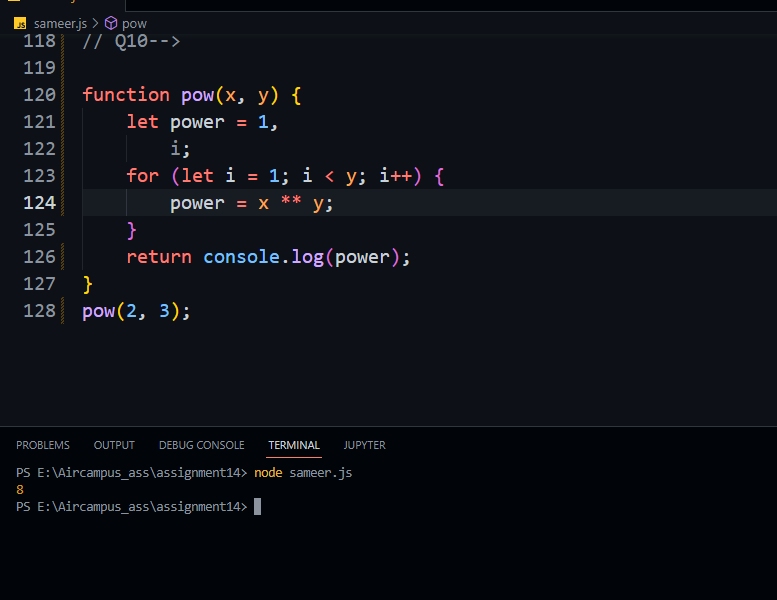 JS sameer.js > pow
118 // Q10-->
119
120 function pow(x, y) {
121     let power = 1,
122         i;
123     for (let i = 1; i < y; i++) {
124         power = x ** y;
125     }
126     return console.log(power);
127 }
128 pow(2, 3);
PROBLEMS OUTPUT DEBUG CONSOLE TERMINAL JUPYTER
PS E:\Aircampus_ass\assignment14> node sameer.js
8
PS E:\Aircampus_ass\assignment14>